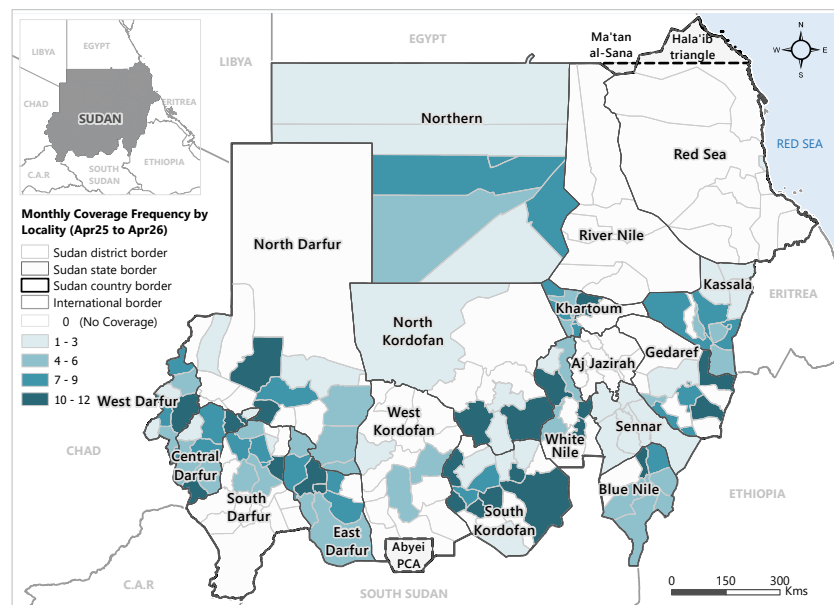 LIBYA
EGYPT
CHAD
SUDAN
ERITREA
ETHIOPIA
C.A.R
SOUTH
SUDAN
LIBYA
EGYPT
Ma'tan
al-Sana
Hala'ib
triangle
N
W
E
S
RED SEA
Northern
Red Sea
Monthly Coverage Frequency by
Locality (Apr25 to Apr26)
Sudan district border
Sudan state border
Sudan country border
International border
0 (No Coverage)
1 - 3
4 - 6
7 - 9
10 - 12
North Darfur
River Nile
Kassala
ERITREA
Khartoum
North
Kordofan
Gedaref
Aj Jazirah
West Darfur
West
Kordofan
Sennar
White
Nile
CHAD
Central
Darfur
South
Darfur
Blue Nile
ETHIOPIA
South
Kordofan
East
Darfur
Abyei
PCA
C.A.R
SOUTH SUDAN
0 150 300
Kms